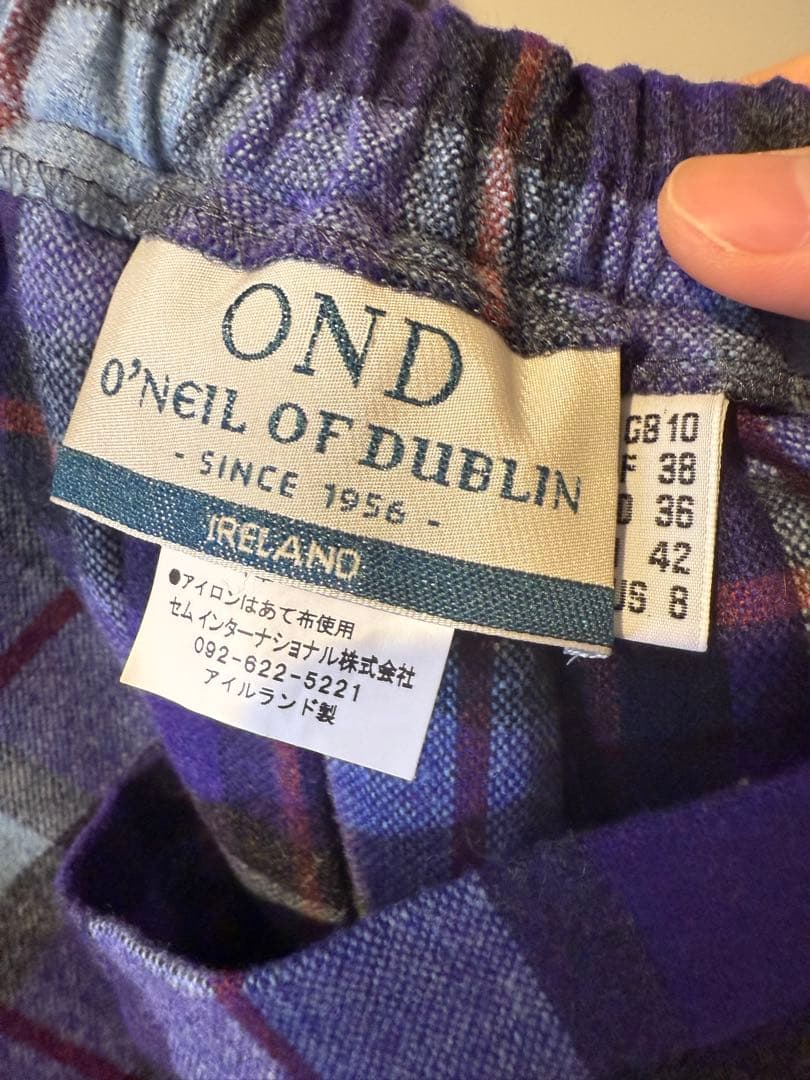 OND
O'NEIL OF DUBLIN
- SINCE 1956 -
IRELAND
GB 10
F 38
D 36
42
US 8
●アイロンはあて布使用
セムインターナショナル株式会社
092-622-5221
アイルランド製